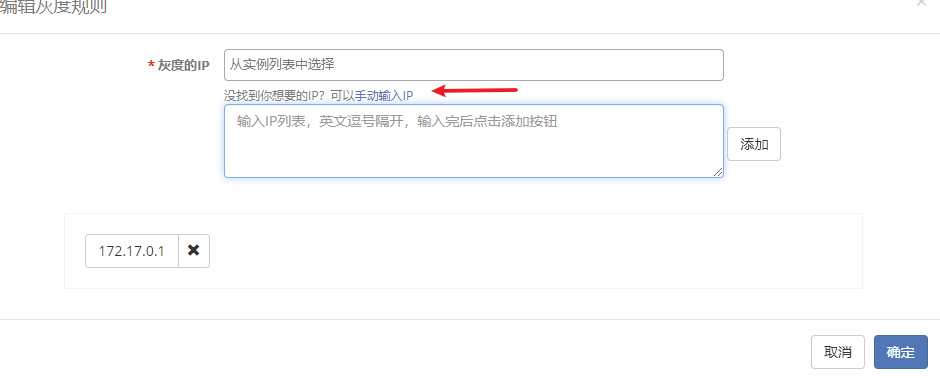 编辑灰度规则
×
* 灰度的IP
从实例列表中选择
没找到你想要的IP？可以手动输入IP
输入IP列表，英文逗号隔开，输入完后点击添加按钮
添加
172.17.0.1 ✖
取消 确定